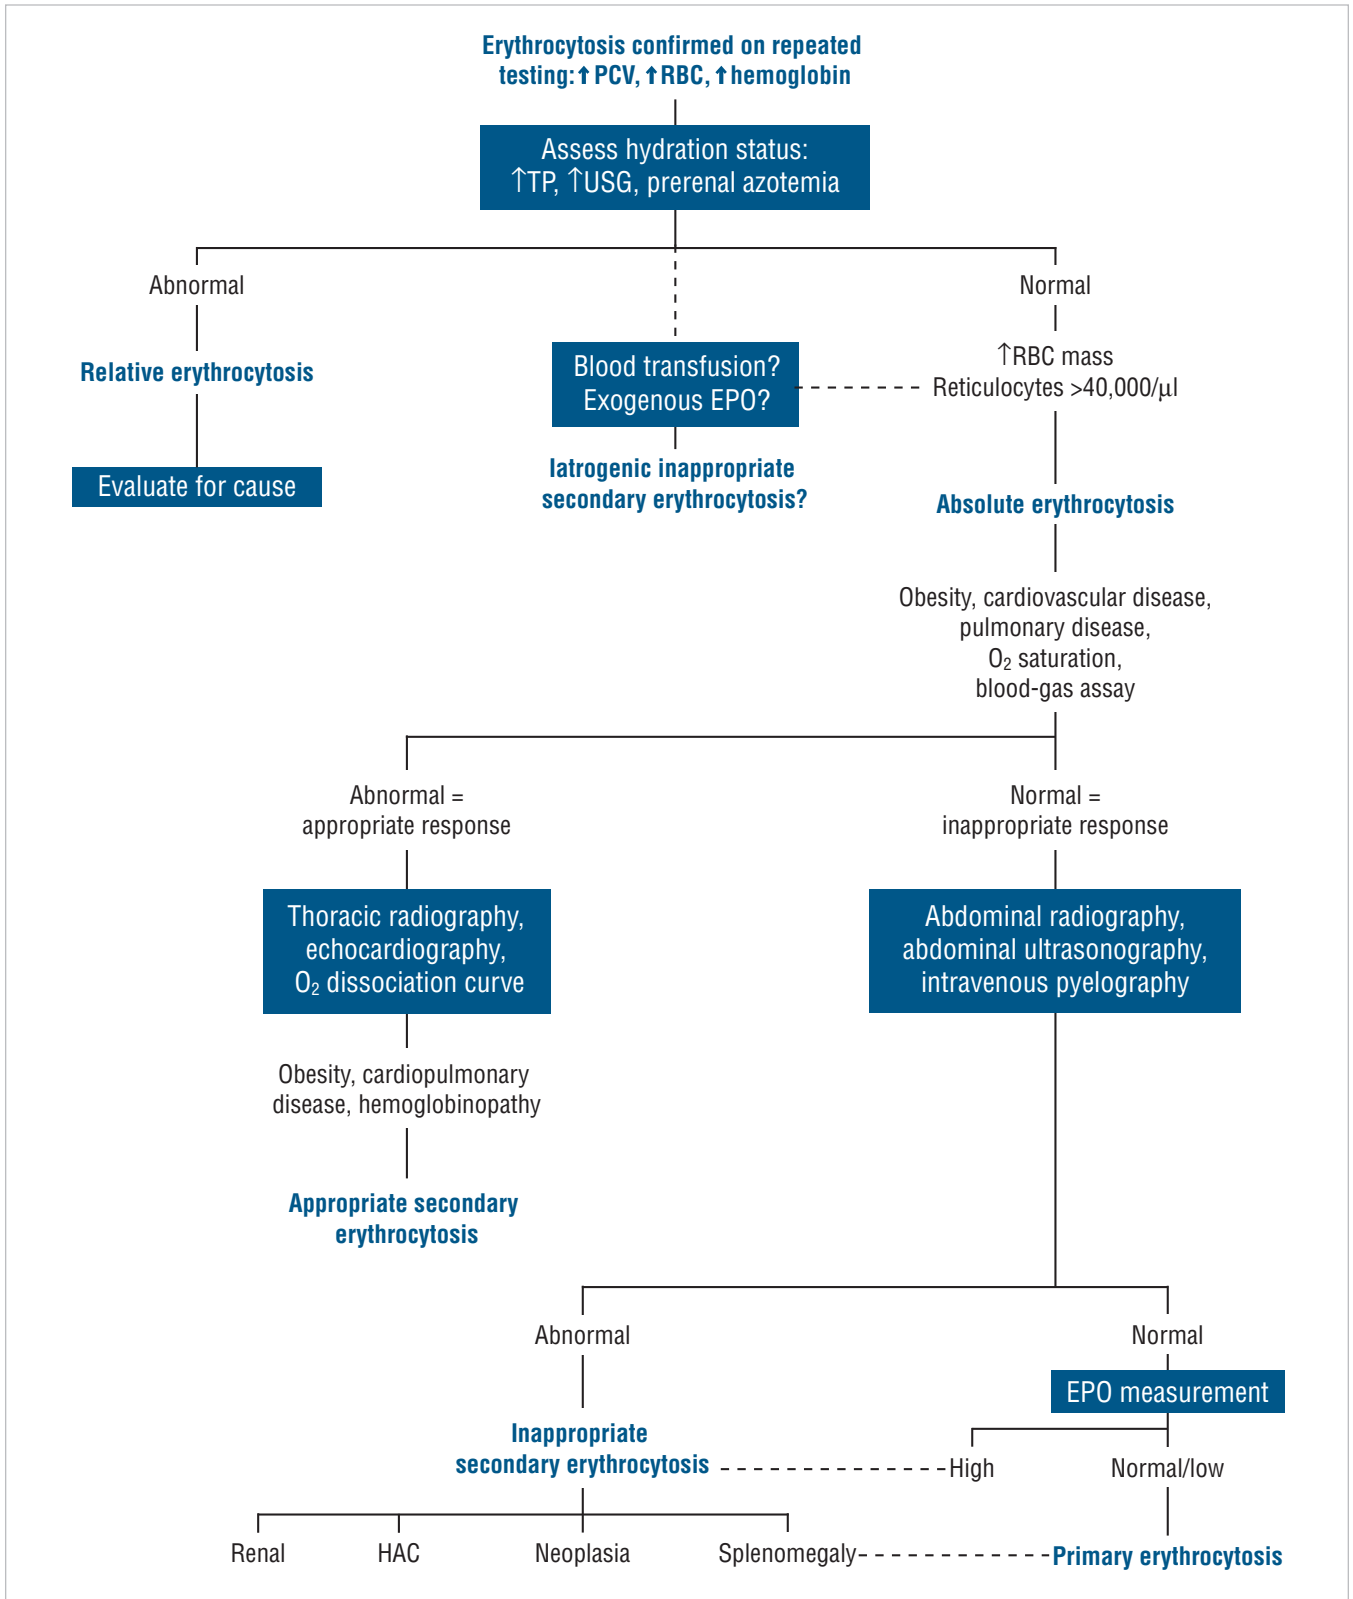 Erythrocytosis confirmed on repeated
testing: ↑PCV, ↑RBC, ↑hemoglobin
Assess hydration status:
↑TP, ↑USG, prerenal azotemia
Abnormal
Normal
Relative erythrocytosis
Blood transfusion?
Exogenous EPO?
↑RBC mass
Reticulocytes >40,000/µl
Evaluate for cause
Iatrogenic inappropriate
secondary erythrocytosis?
Absolute erythrocytosis
Obesity, cardiovascular disease,
pulmonary disease,
O₂ saturation,
blood-gas assay
Abnormal =
appropriate response
Normal =
inappropriate response
Thoracic radiography,
echocardiography,
O₂ dissociation curve
Abdominal radiography,
abdominal ultrasonography,
intravenous pyelography
Obesity, cardiopulmonary
disease, hemoglobinopathy
Appropriate secondary
erythrocytosis
Abnormal
Normal
EPO measurement
Inappropriate
secondary erythrocytosis
High
Normal/low
Renal
HAC
Neoplasia
Splenomegaly
Primary erythrocytosis